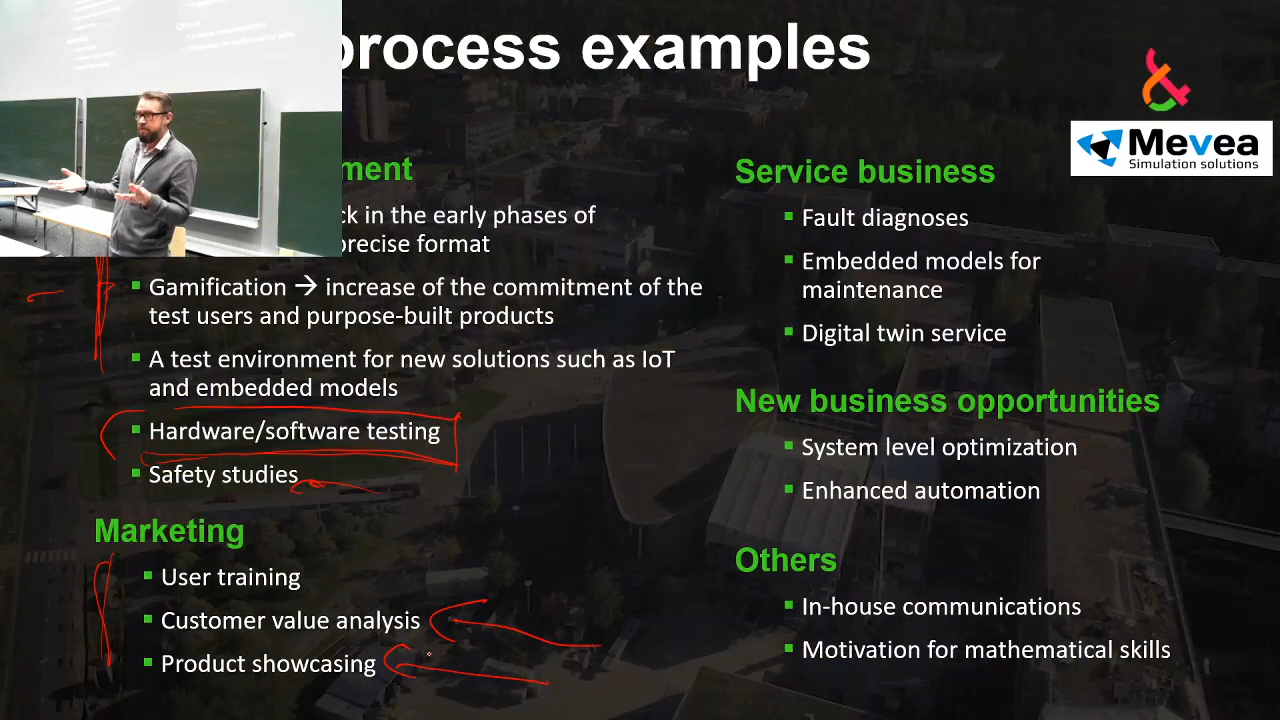 process examples
Mevea
Simulation solutions
ment
ck in the early phases of
precise format
Gamification → increase of the commitment of the
test users and purpose-built products
A test environment for new solutions such as IoT
and embedded models
Hardware/software testing
Safety studies
Marketing
User training
Customer value analysis
Product showcasing
Service business
Fault diagnoses
Embedded models for
maintenance
Digital twin service
New business opportunities
System level optimization
Enhanced automation
Others
In-house communications
Motivation for mathematical skills